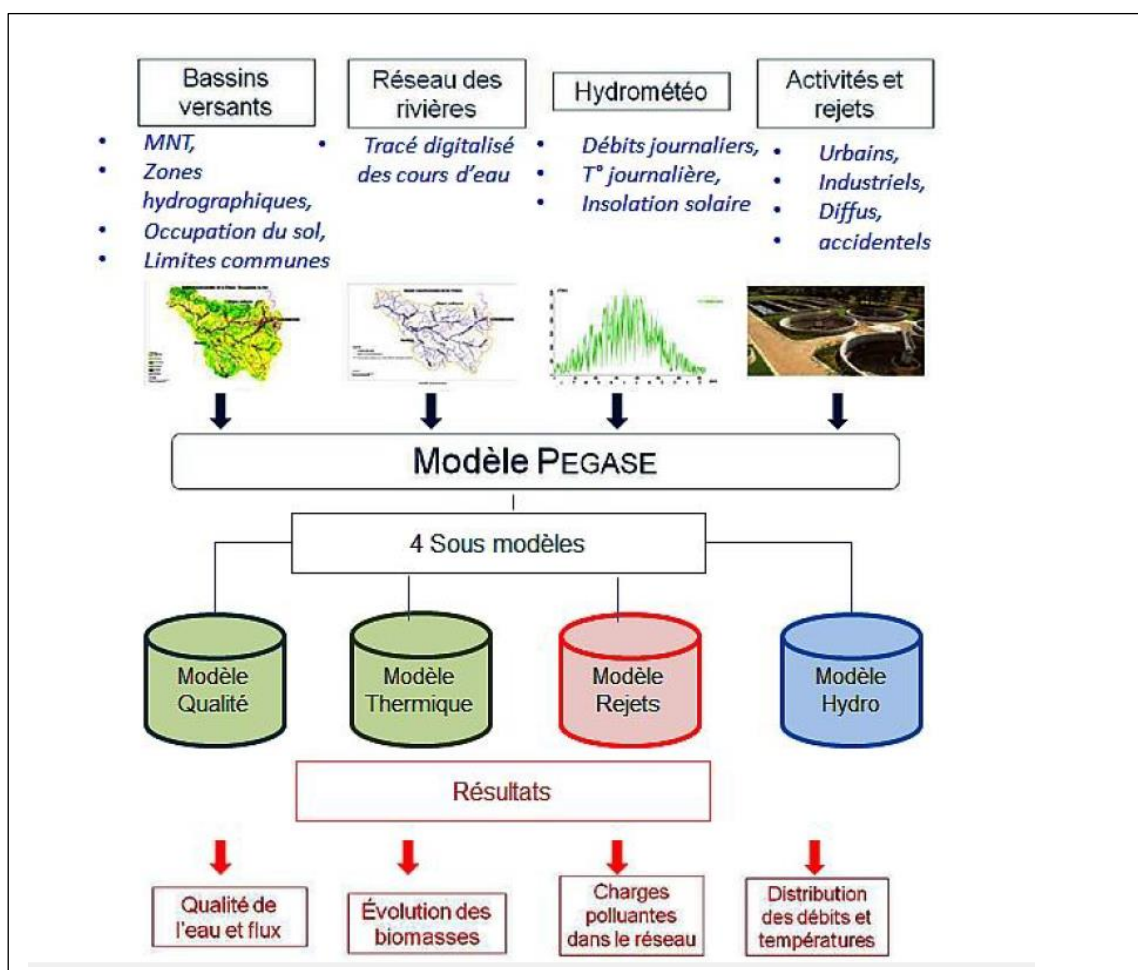 Bassins
versants
• MNT,
• Zones
hydrographiques,
• Occupation du sol,
• Limites communes
Réseau des
rivières
• Tracé digitalisé
des cours d'eau
Hydrométéo
• Débits journaliers,
• T° journalière,
• Insolation solaire
Activités et
rejets
• Urbains,
• Industriels,
• Diffus,
• accidentels
Modèle PEGASE
4 Sous modèles
Modèle
Qualité
Modèle
Thermique
Modèle
Rejets
Modèle
Hydro
Résultats
Qualité de
l'eau et flux
Évolution des
biomasses
Charges
polluantes
dans le réseau
Distribution
des débits et
températures